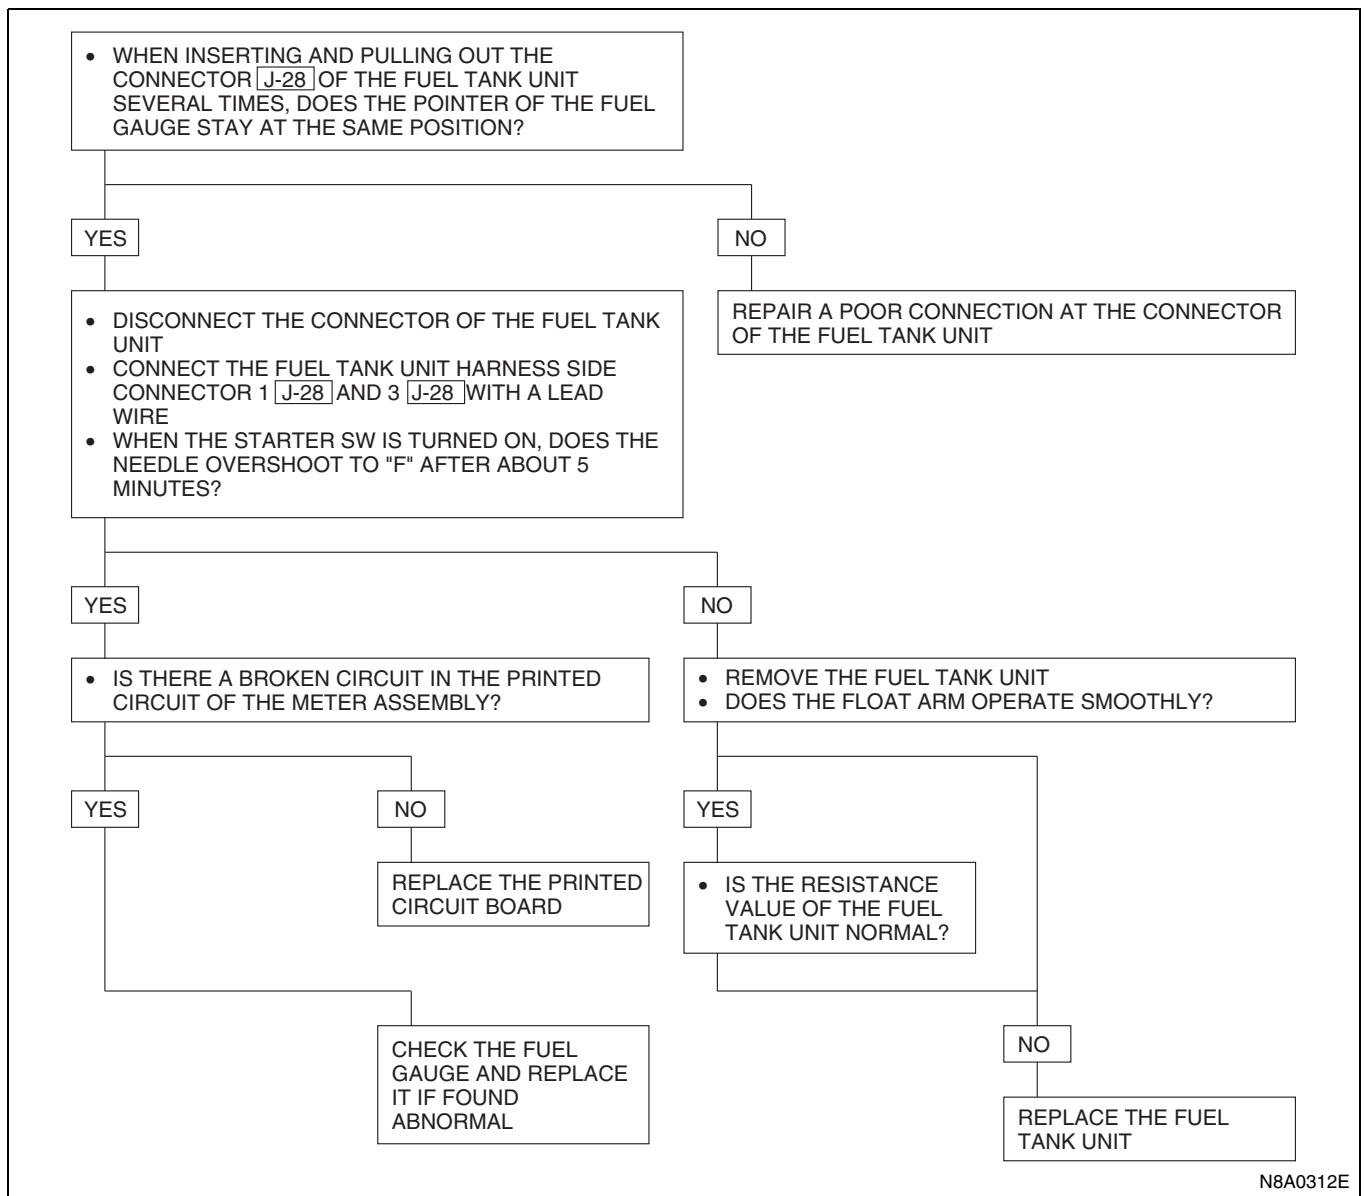 • WHEN INSERTING AND PULLING OUT THE
CONNECTOR J-28 OF THE FUEL TANK UNIT
SEVERAL TIMES, DOES THE POINTER OF THE FUEL
GAUGE STAY AT THE SAME POSITION?
YES
NO
• DISCONNECT THE CONNECTOR OF THE FUEL TANK
UNIT
• CONNECT THE FUEL TANK UNIT HARNESS SIDE
CONNECTOR 1 J-28 AND 3 J-28 WITH A LEAD
WIRE
• WHEN THE STARTER SW IS TURNED ON, DOES THE
NEEDLE OVERSHOOT TO "F" AFTER ABOUT 5
MINUTES?
REPAIR A POOR CONNECTION AT THE CONNECTOR
OF THE FUEL TANK UNIT
YES
NO
• IS THERE A BROKEN CIRCUIT IN THE PRINTED
CIRCUIT OF THE METER ASSEMBLY?
• REMOVE THE FUEL TANK UNIT
• DOES THE FLOAT ARM OPERATE SMOOTHLY?
YES
NO
YES
REPLACE THE PRINTED
CIRCUIT BOARD
• IS THE RESISTANCE
VALUE OF THE FUEL
TANK UNIT NORMAL?
CHECK THE FUEL
GAUGE AND REPLACE
IT IF FOUND
ABNORMAL
NO
REPLACE THE FUEL
TANK UNIT
N8A0312E